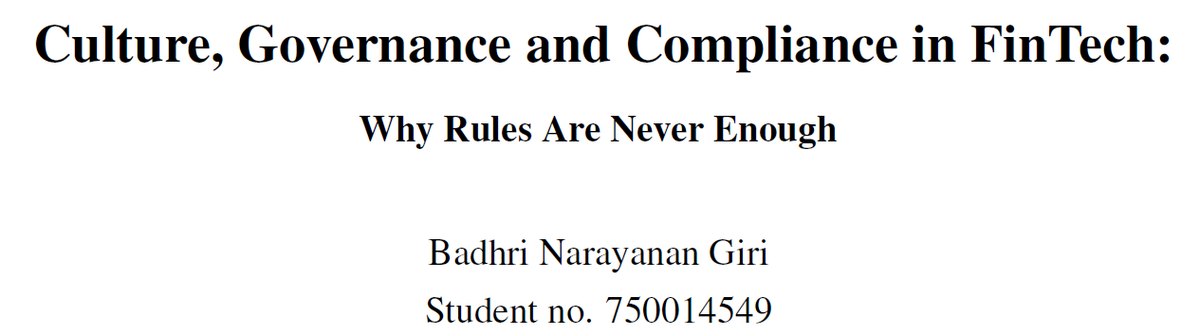 Culture, Governance and Compliance in FinTech:
Why Rules Are Never Enough
Badhri Narayanan Giri
Student no. 750014549